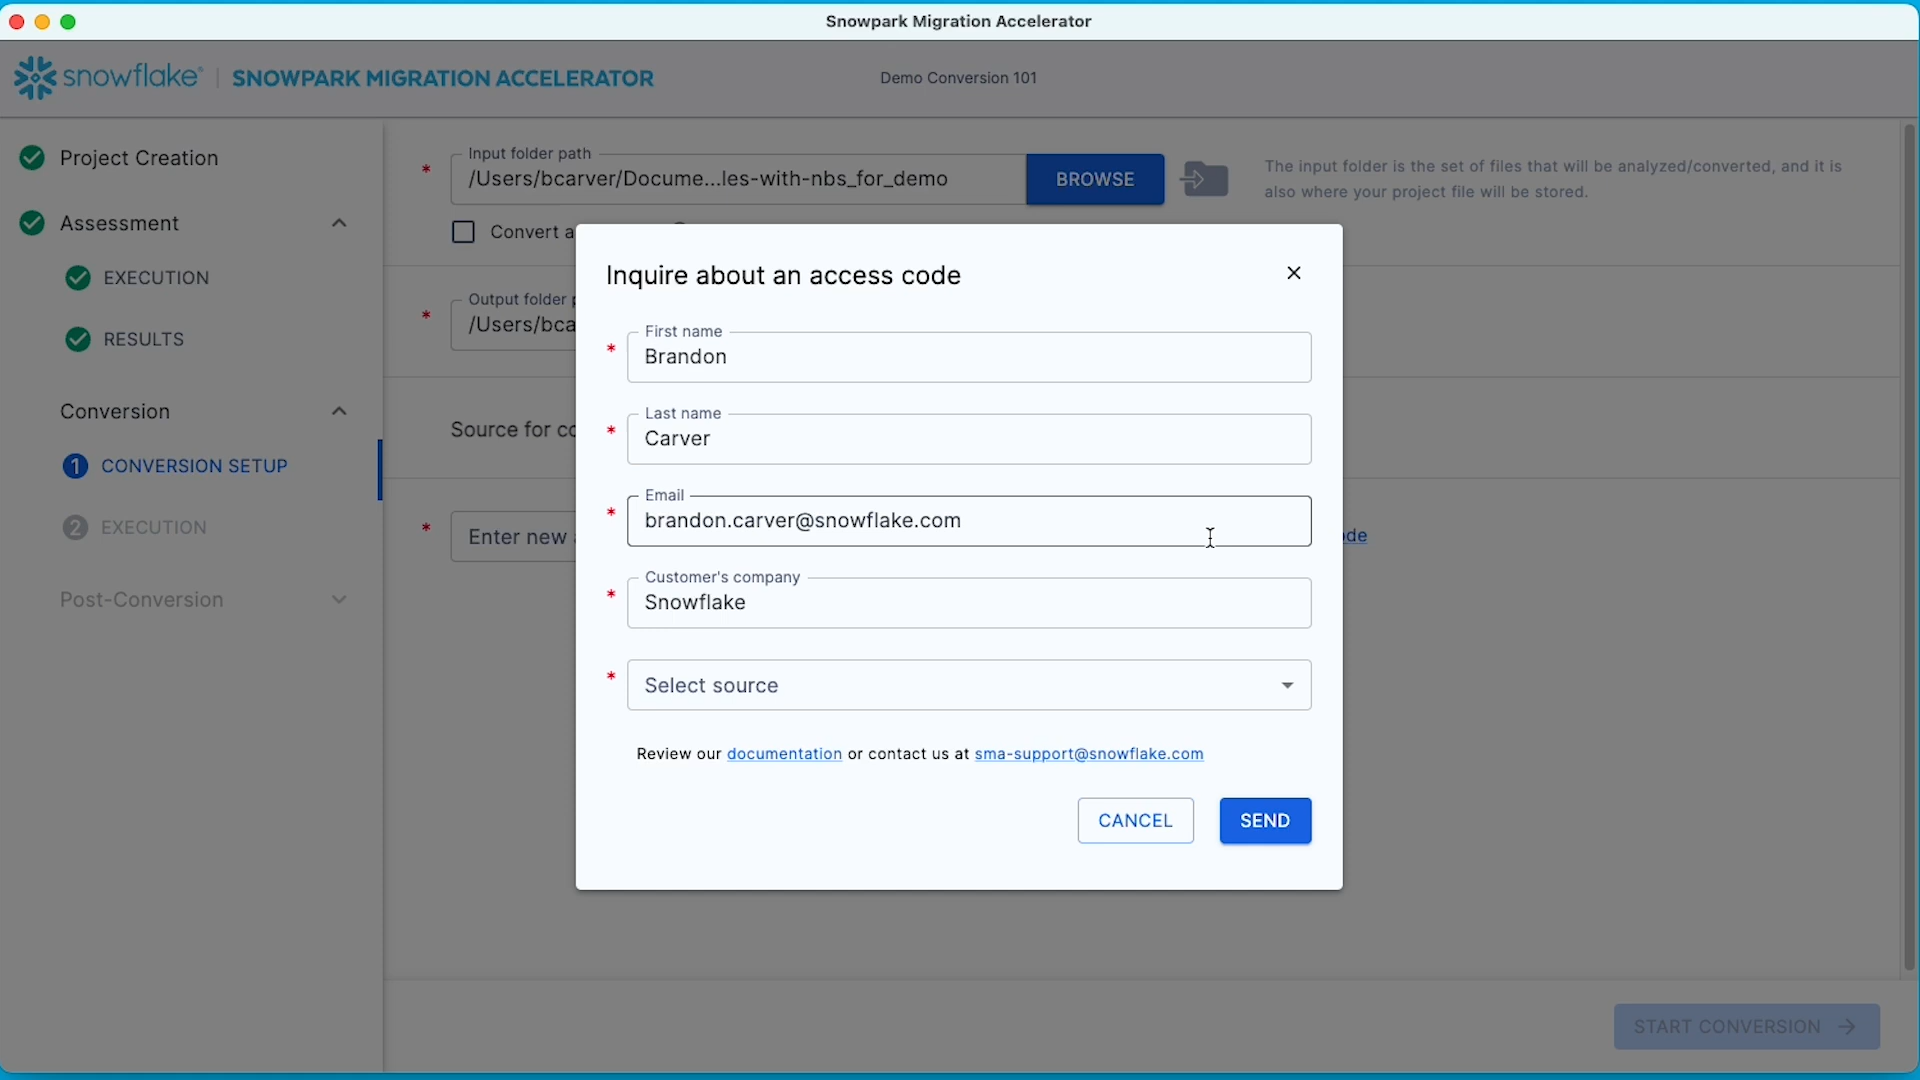 Snowpark Migration Accelerator
snowflake® | SNOWPARK MIGRATION ACCELERATOR
Demo Conversion 101
Project Creation
Assessment
EXECUTION
RESULTS
Conversion
1 CONVERSION SETUP
2 EXECUTION
Post-Conversion
* Input folder path
/Users/bcarver/Docume...les-with-nbs_for_demo
BROWSE
The input folder is the set of files that will be analyzed/converted, and it is
also where your project file will be stored.
Convert a
* Output folder
/Users/bca
Source for co
* Enter new
de
Inquire about an access code
* First name
Brandon
* Last name
Carver
* Email
brandon.carver@snowflake.com
* Customer's company
Snowflake
* Select source
Review our documentation or contact us at sma-support@snowflake.com
CANCEL
SEND
START CONVERSION